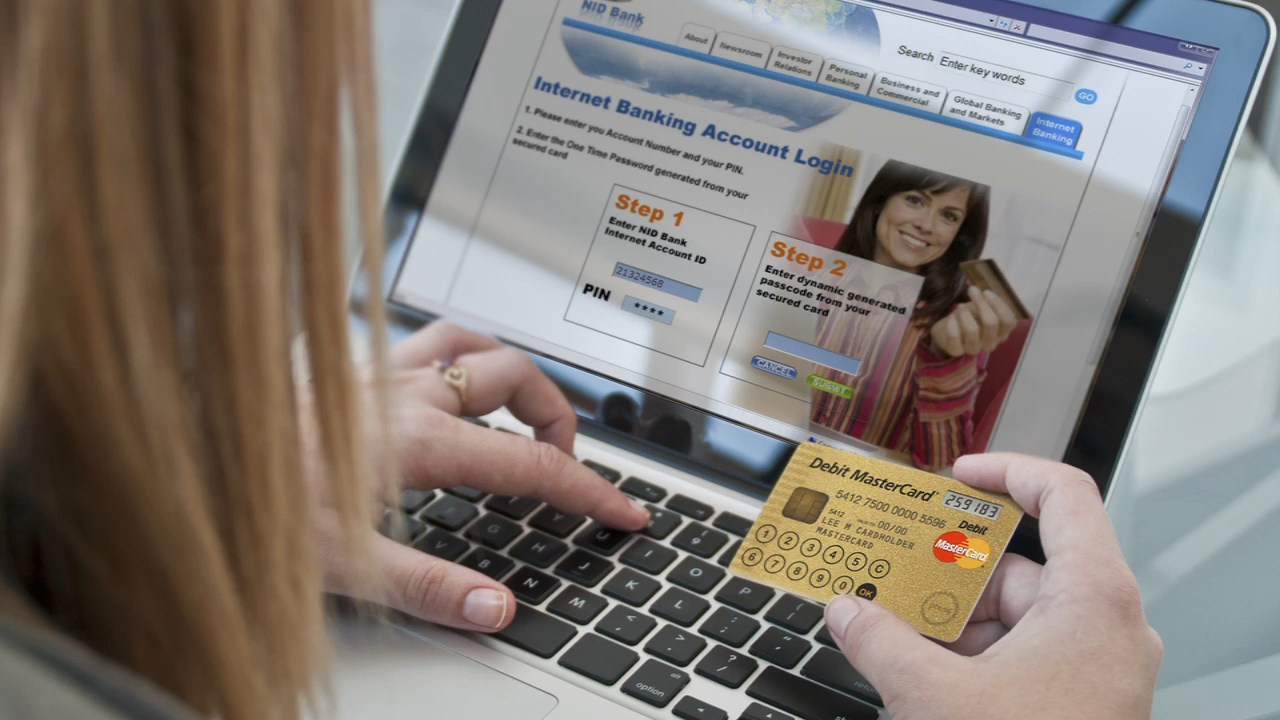 NID Bank
Search Enter key words
GO
About
Newsroom
Investor
Relations
Personal
Banking
Business and
Commercial
Global Banking
and Markets
Internet
Banking
Internet Banking Account Login
1. Please enter you Account Number and your PIN.
2. Enter the One Time Password generated from your
secured card
Step 1
Enter NID Bank
Internet Account ID
21324568
PIN ****
Step 2
Enter dynamic generated
passcode from your
secured card
CANCEL
SUBMIT
Debit MasterCard
259183
5412 7500 0000 5596
5412
00/00
Debit
LEE M CARDHOLDER
MASTERCARD
MasterCard
1 2 3 4 5 C
6 7 8 9 0 OK
G H J B N M K L O P I
< , > . ? / : ; " '
option